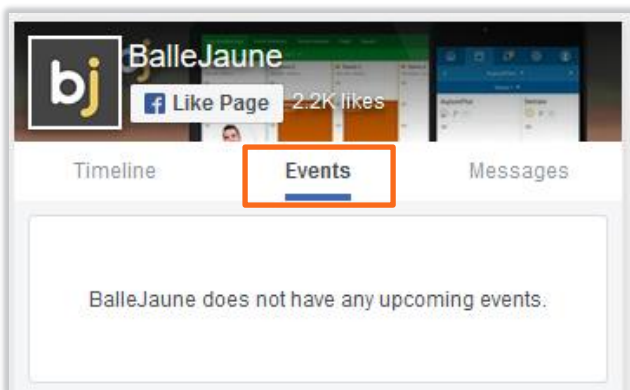 bj
BalleJaune
Like Page
2.2K likes
Timeline
Events
Messages
BalleJaune does not have any upcoming events.